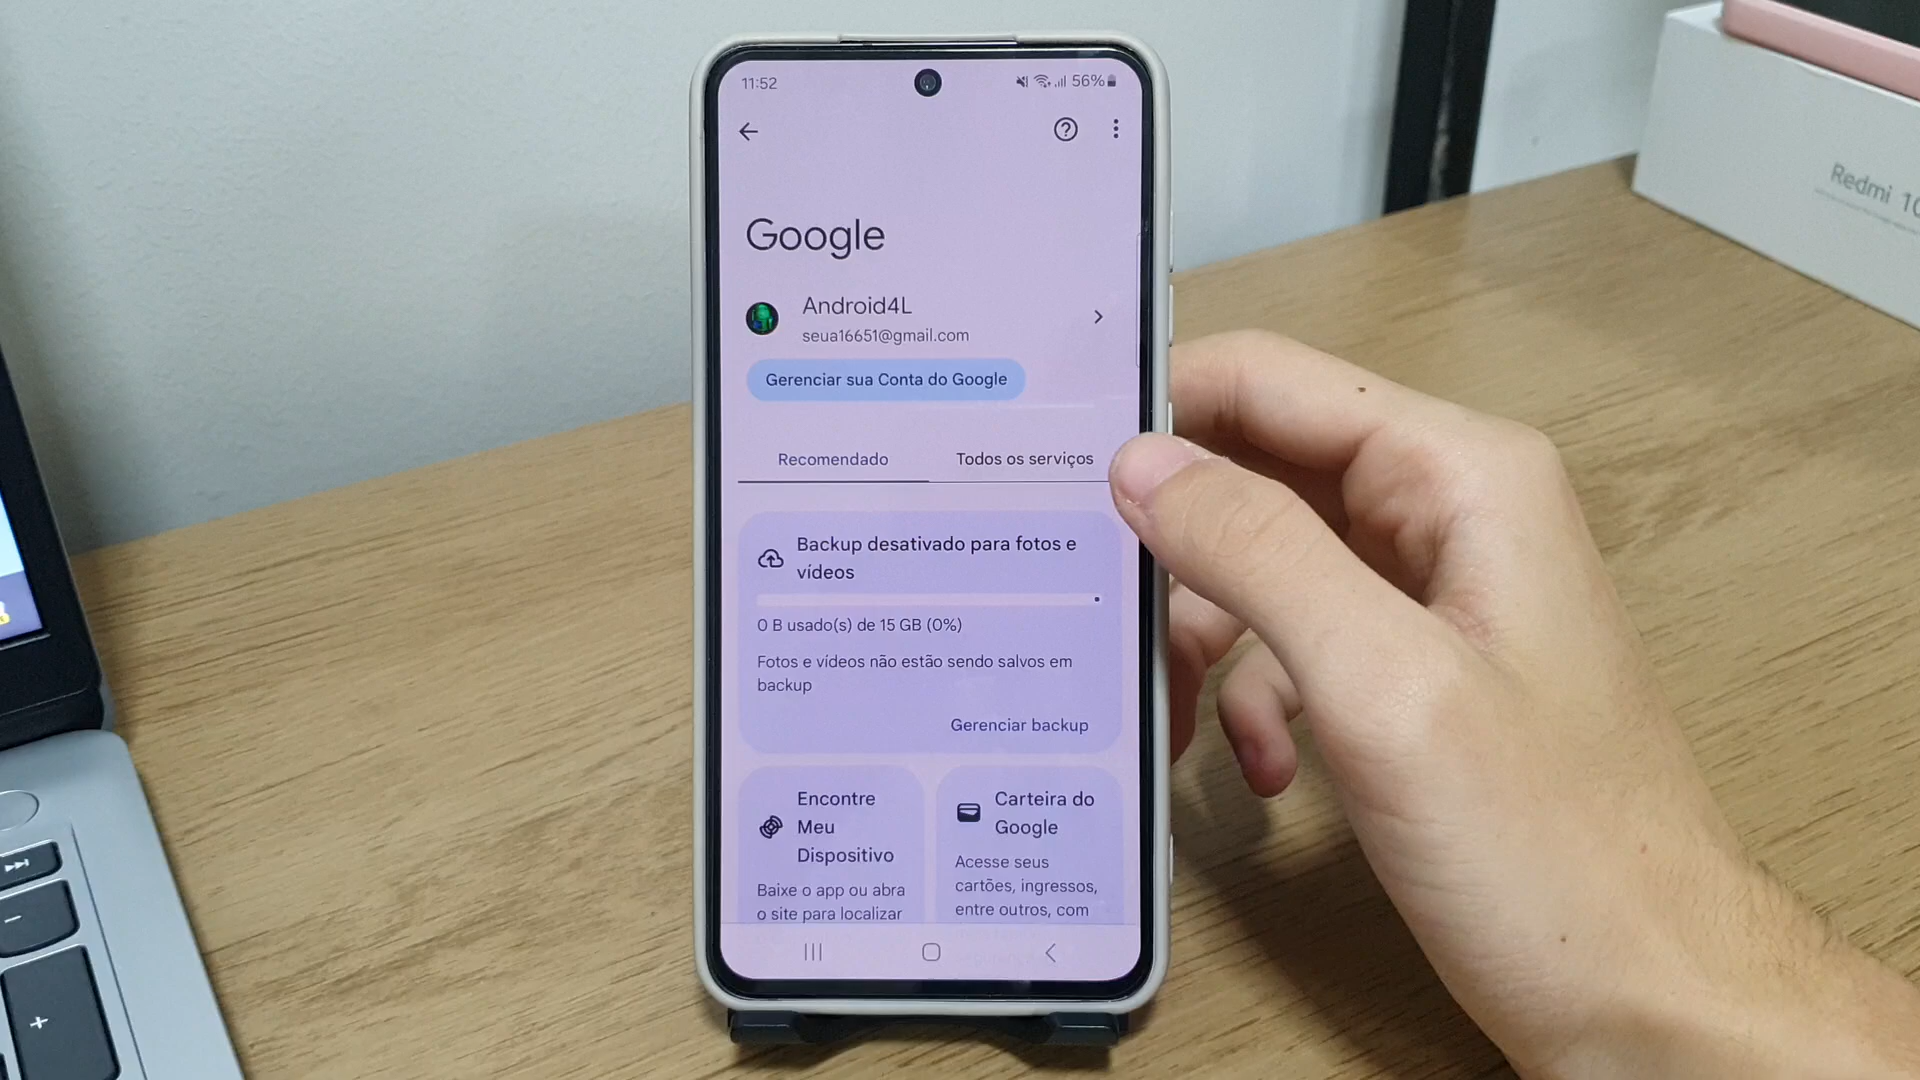 11:52
56%
Google
Android4L
seua16651@gmail.com
Gerenciar sua Conta do Google
Recomendado
Todos os serviços
Backup desativado para fotos e
vídeos
0 B usado(s) de 15 GB (0%)
Fotos e vídeos não estão sendo salvos em
backup
Gerenciar backup
Encontre
Meu
Dispositivo
Baixe o app ou abra
o site para localizar
Carteira do
Google
Acesse seus
cartões, ingressos,
entre outros, com
Redmi 10